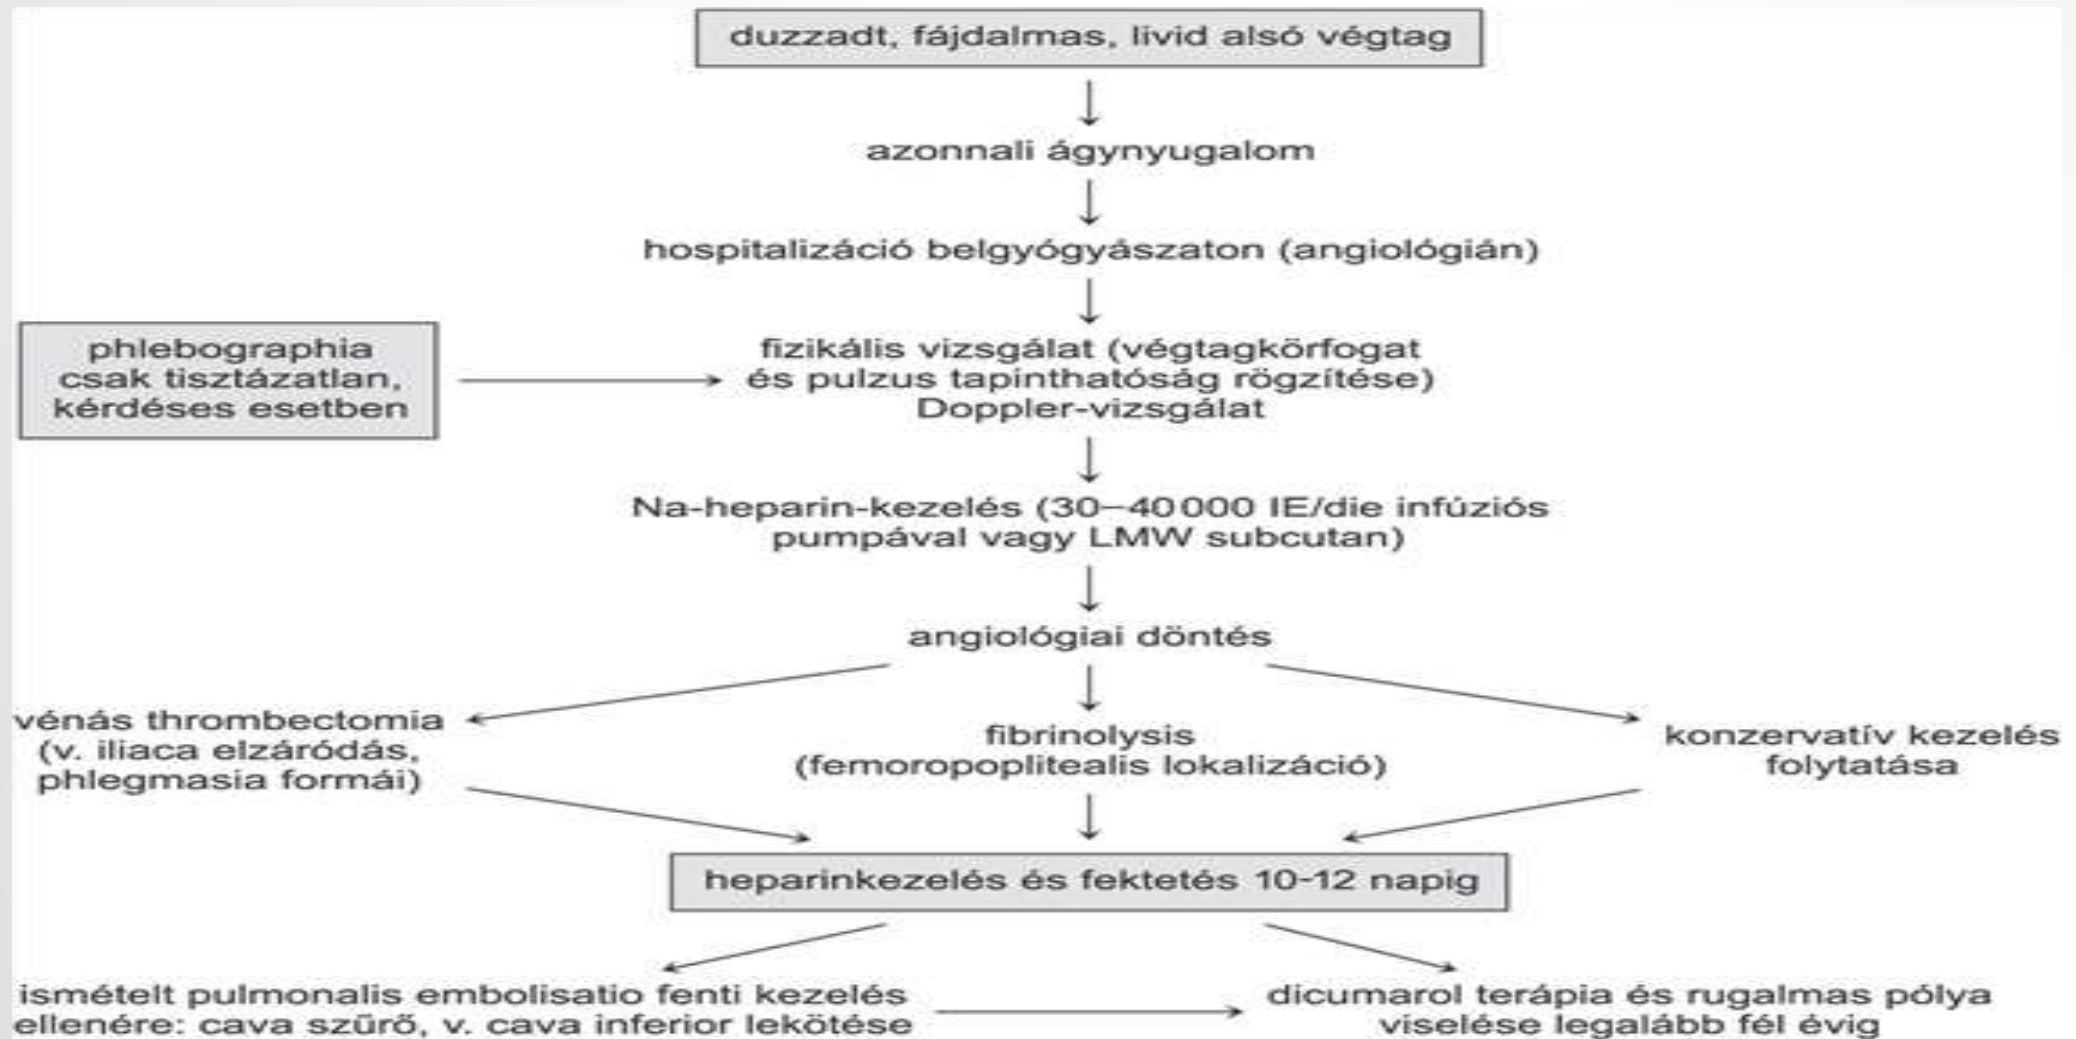 duzzadt, fájdalmas, livid alsó végtag
azonnali ágynyugalom
hospitalizáció belgyógyászaton (angiológián)
phlebographia
csak tisztázatlan,
kérdéses esetben
fizikális vizsgálat (végtagkörfogat
és pulzus tapinthatóság rögzítése)
Doppler-vizsgálat
Na-heparin-kezelés (30–40 000 IE/die infúziós
pumpával vagy LMW subcutan)
angiológiai döntés
vénás thrombectomia
(v. iliaca elzáródás,
phlegmasia formái)
fibrinolysis
(femoropoplitealis lokalizáció)
konzervatív kezelés
folytatása
heparinkezelés és fektetés 10-12 napig
ismételt pulmonalis embolisatio fenti kezelés
ellenére: cava szűrő, v. cava inferior lekötése
dicumarol terápia és rugalmas pólya
viselése legalább fél évig